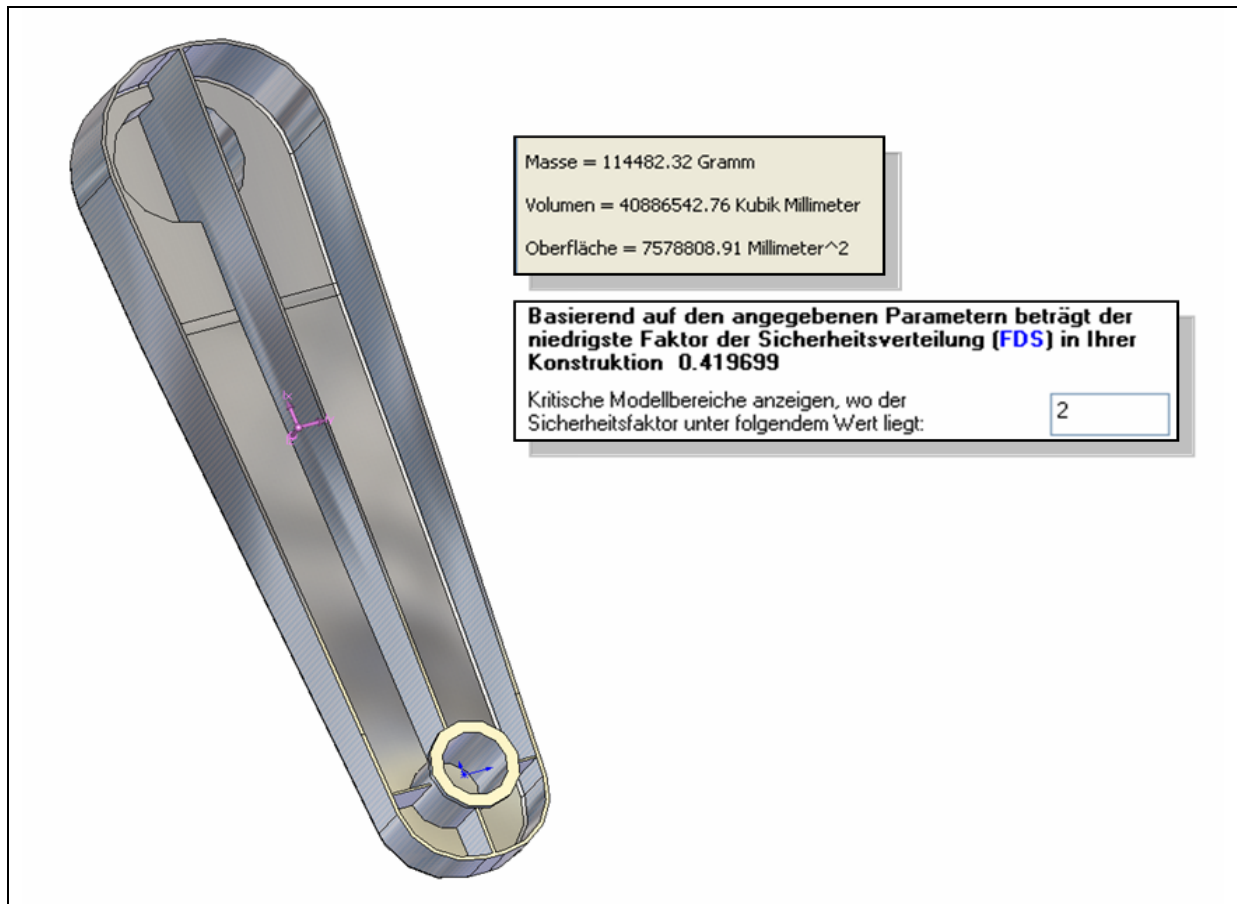 Masse = 114482.32 Gramm
Volumen = 40886542.76 Kubik Millimeter
Oberfläche = 7578808.91 Millimeter^2
Basierend auf den angegebenen Parametern beträgt der
niedrigste Faktor der Sicherheitsverteilung (FDS) in Ihrer
Konstruktion 0.419699
Kritische Modellbereiche anzeigen, wo der
Sicherheitsfaktor unter folgendem Wert liegt:
2